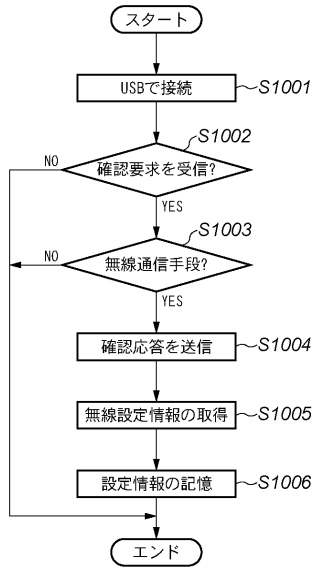 スタート
USBで接続 S1001
S1002
確認要求を受信?
NO
YES
S1003
無線通信手段?
NO
YES
確認応答を送信 S1004
無線設定情報の取得 S1005
設定情報の記憶 S1006
エンド